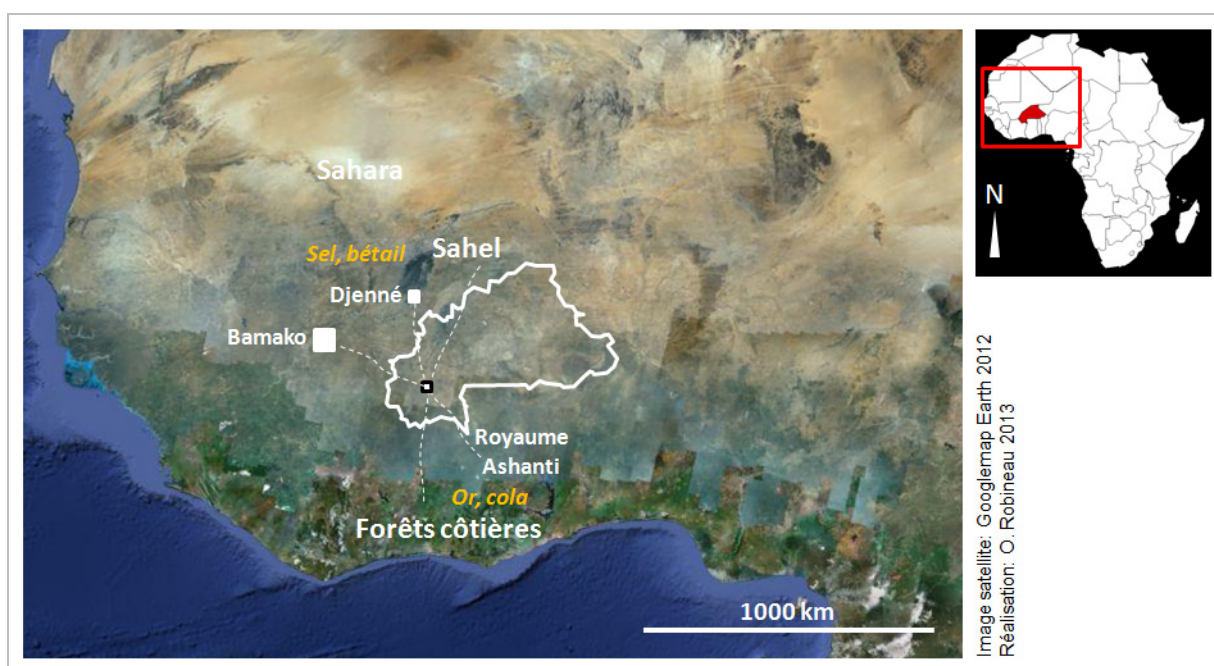 Sahara
Sel, bétail
Sahel
Djenné
Bamako
Royaume
Ashanti
Or, cola
Forêts côtières
1000 km
N
Image satellite: Googlemap Earth 2012
Réalisation: O. Robineau 2013